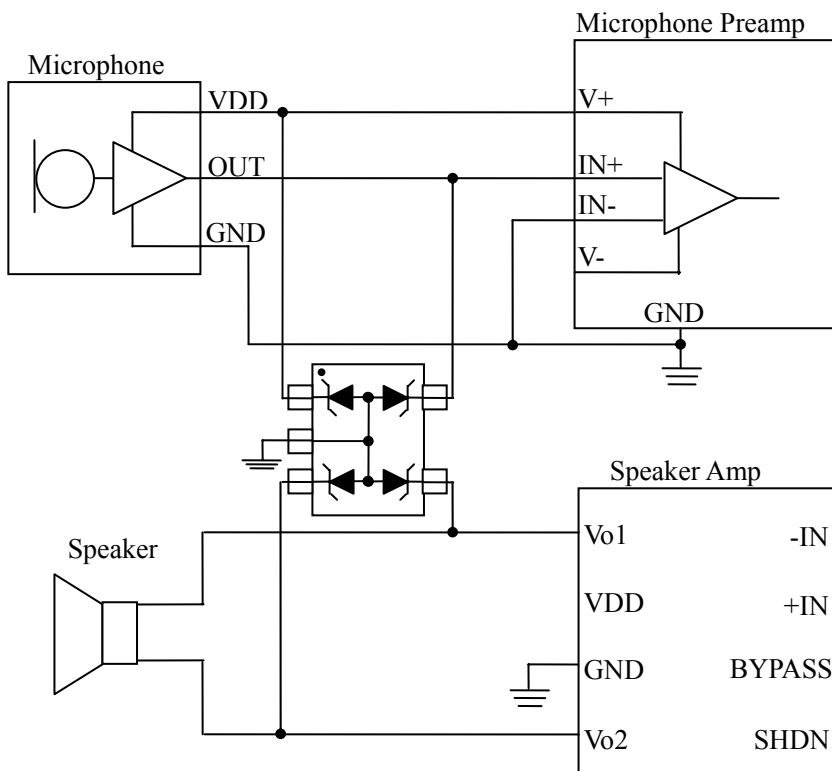 Microphone Preamp
Microphone
VDD
V+
OUT
IN+
IN-
GND
V-
GND
Speaker Amp
Speaker
Vo1
-IN
VDD
+IN
GND
BYPASS
Vo2
SHDN